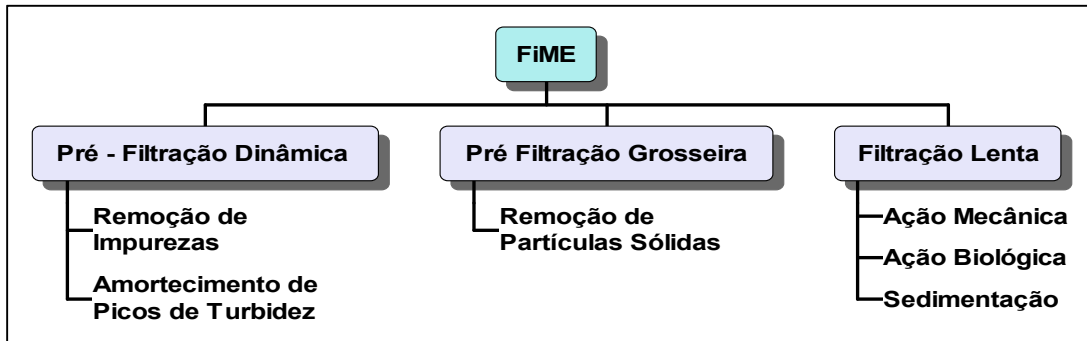 FiME
Pré - Filtração Dinâmica
Remoção de
Impurezas
Amortecimento de
Picos de Turbidez
Pré Filtração Grosseira
Remoção de
Partículas Sólidas
Filtração Lenta
Ação Mecânica
Ação Biológica
Sedimentação